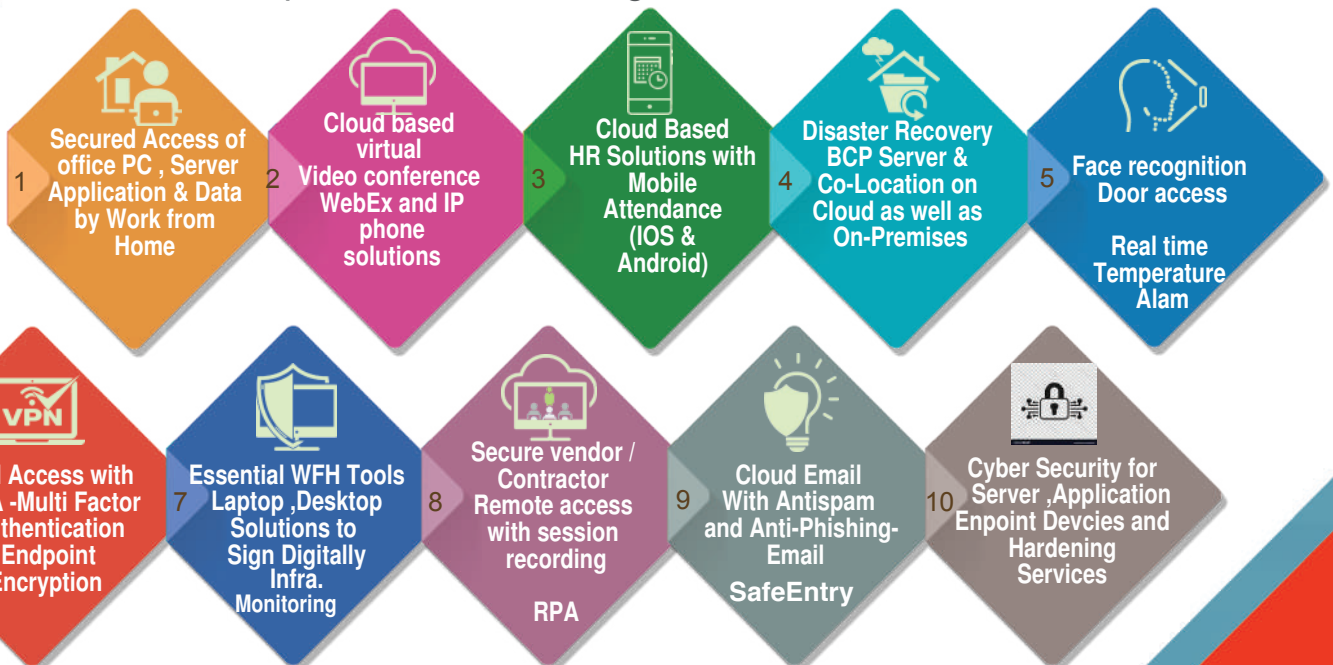 1
Secured Access of
office PC , Server
Application & Data
by Work from
Home
2
Cloud based
virtual
Video conference
WebEx and IP
phone
solutions
3
Cloud Based
HR Solutions with
Mobile
Attendance
(IOS &
Android)
4
Disaster Recovery
BCP Server &
Co-Location on
Cloud as well as
On-Premises
5
Face recognition
Door access
Real time
Temperature
Alam
VPN
Access with
-Multi Factor
Endpoint
7
Essential WFH Tools
Laptop ,Desktop
Solutions to
Sign Digitally
Infra.
Monitoring
8
Secure vendor /
Contractor
Remote access
with session
recording
RPA
9
Cloud Email
With Antispam
and Anti-Phishing-
Email
SafeEntry
10
Cyber Security for
Server ,Application
Enpoint Devcies and
Hardening
Services